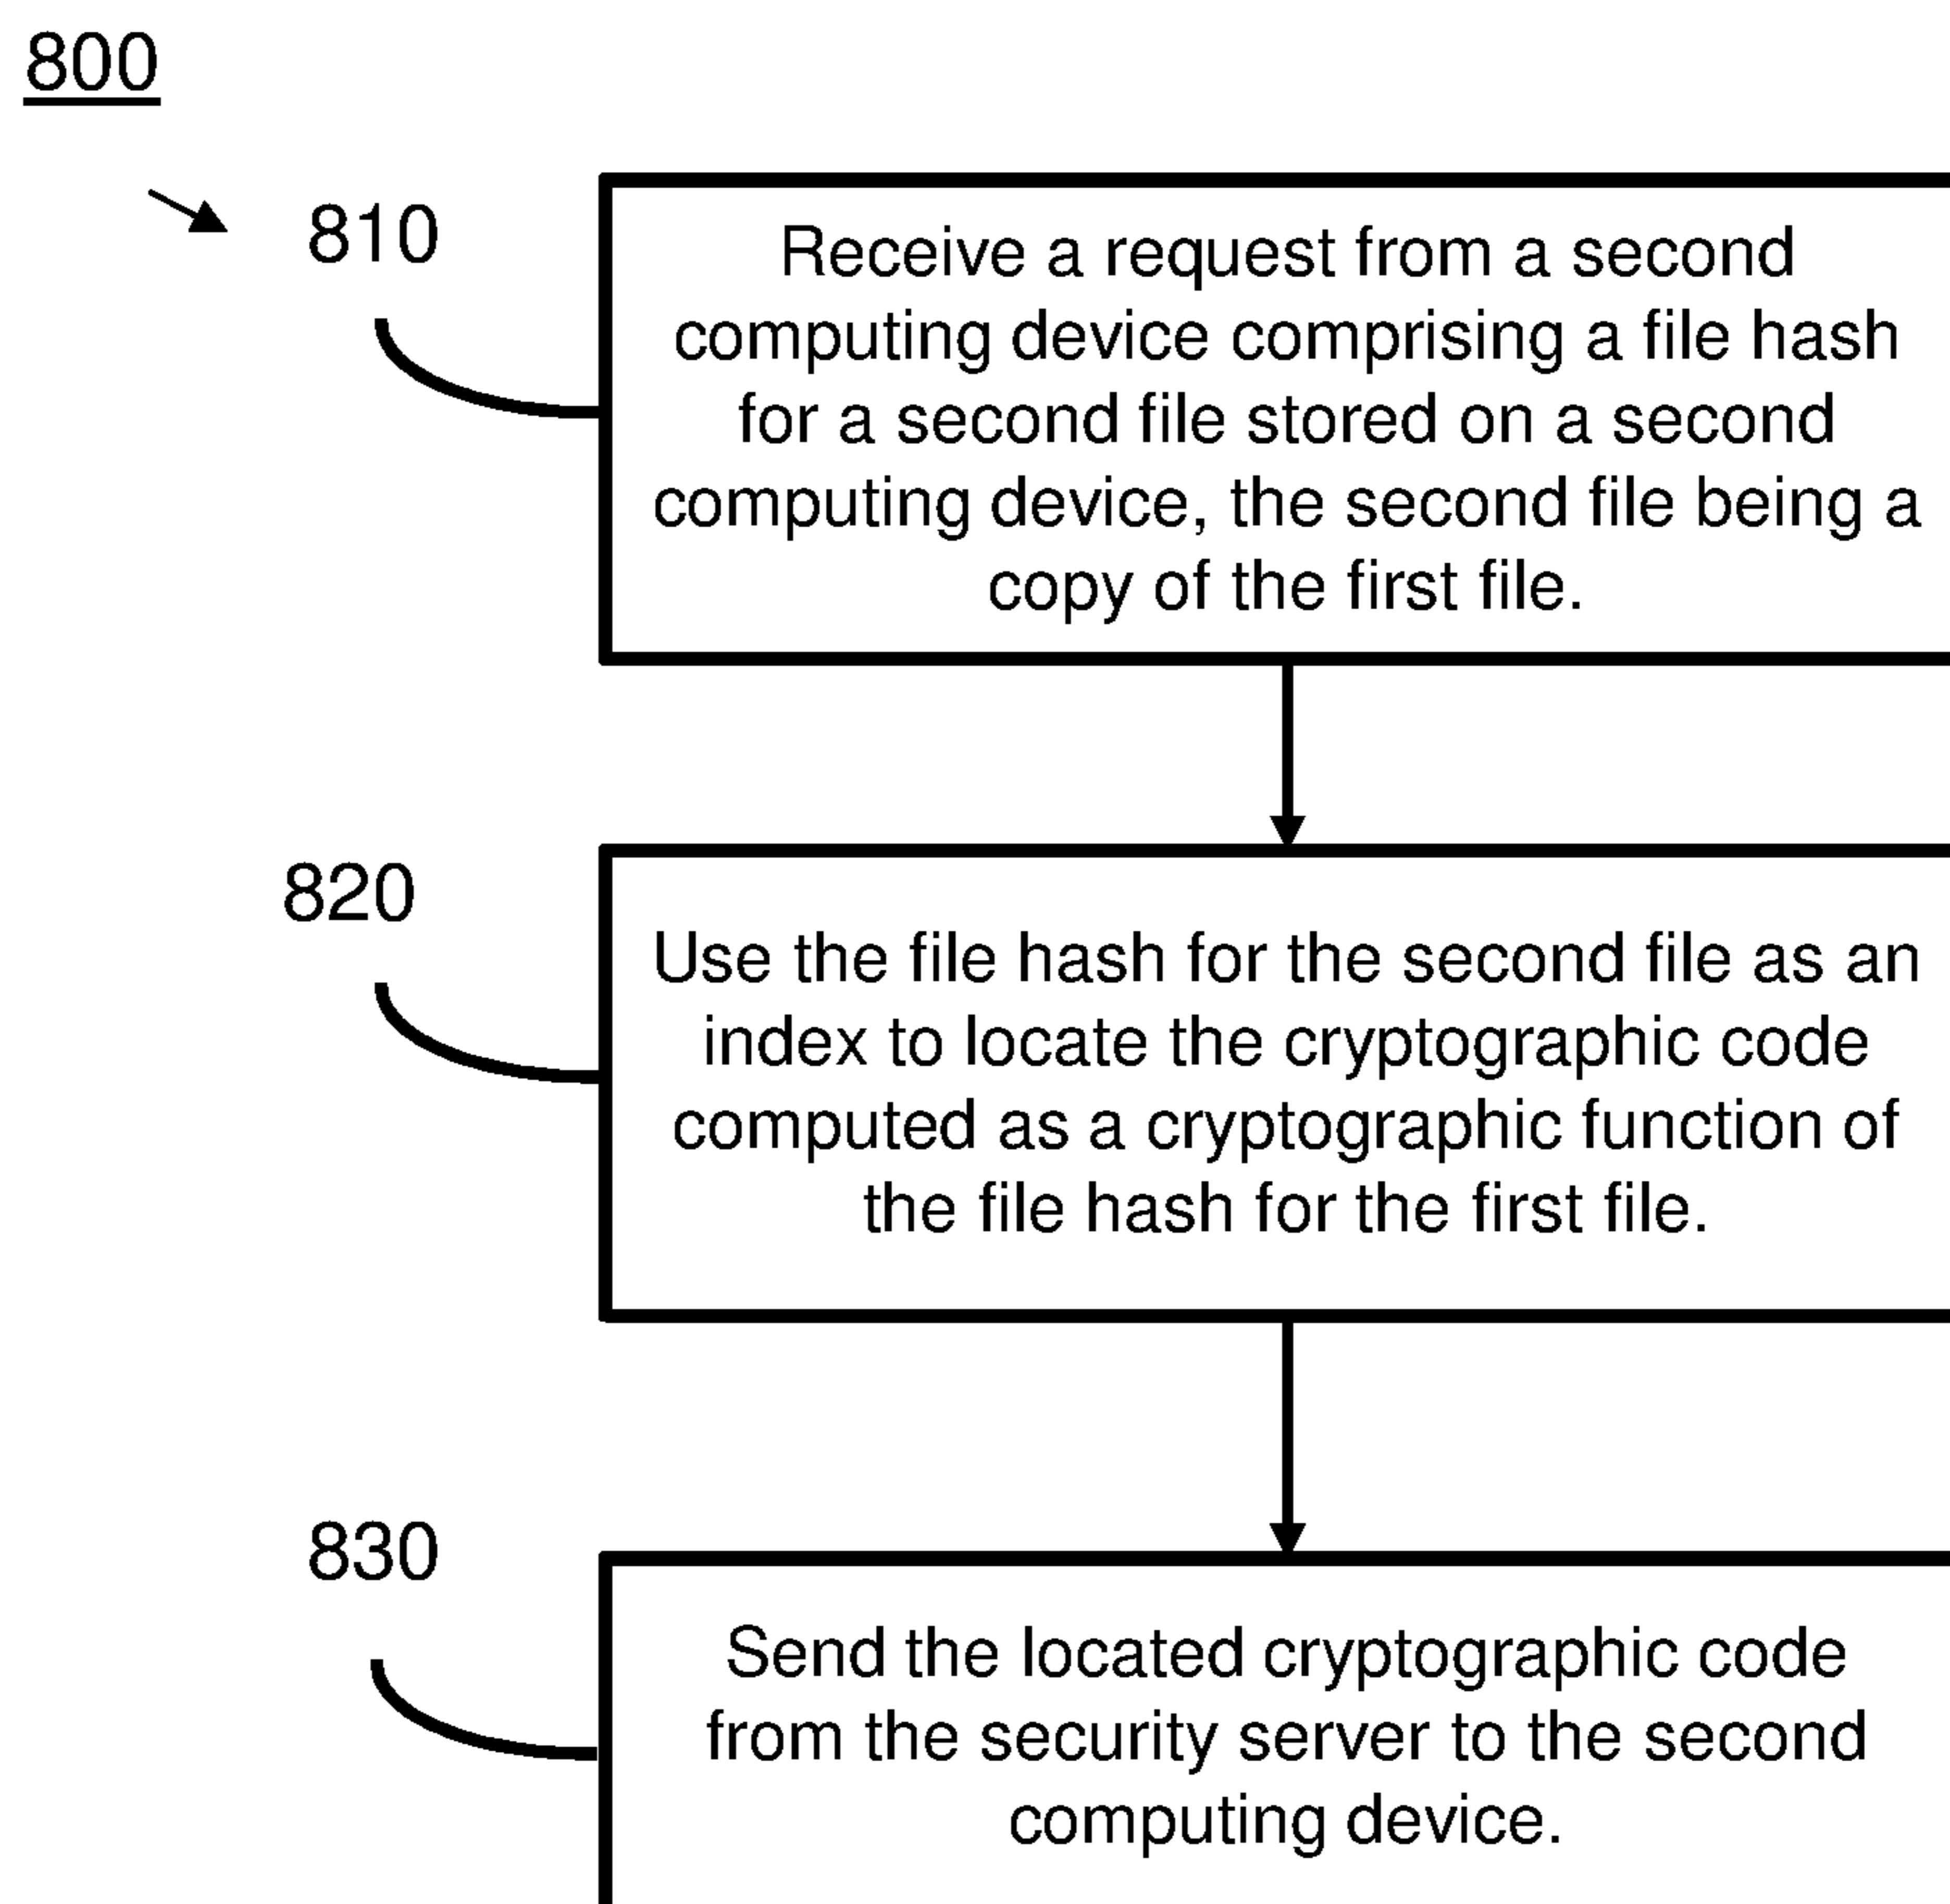 800
810
Receive a request from a second
computing device comprising a file hash
for a second file stored on a second
computing device, the second file being a
copy of the first file.
820
Use the file hash for the second file as an
index to locate the cryptographic code
computed as a cryptographic function of
the file hash for the first file.
830
Send the located cryptographic code
from the security server to the second
computing device.